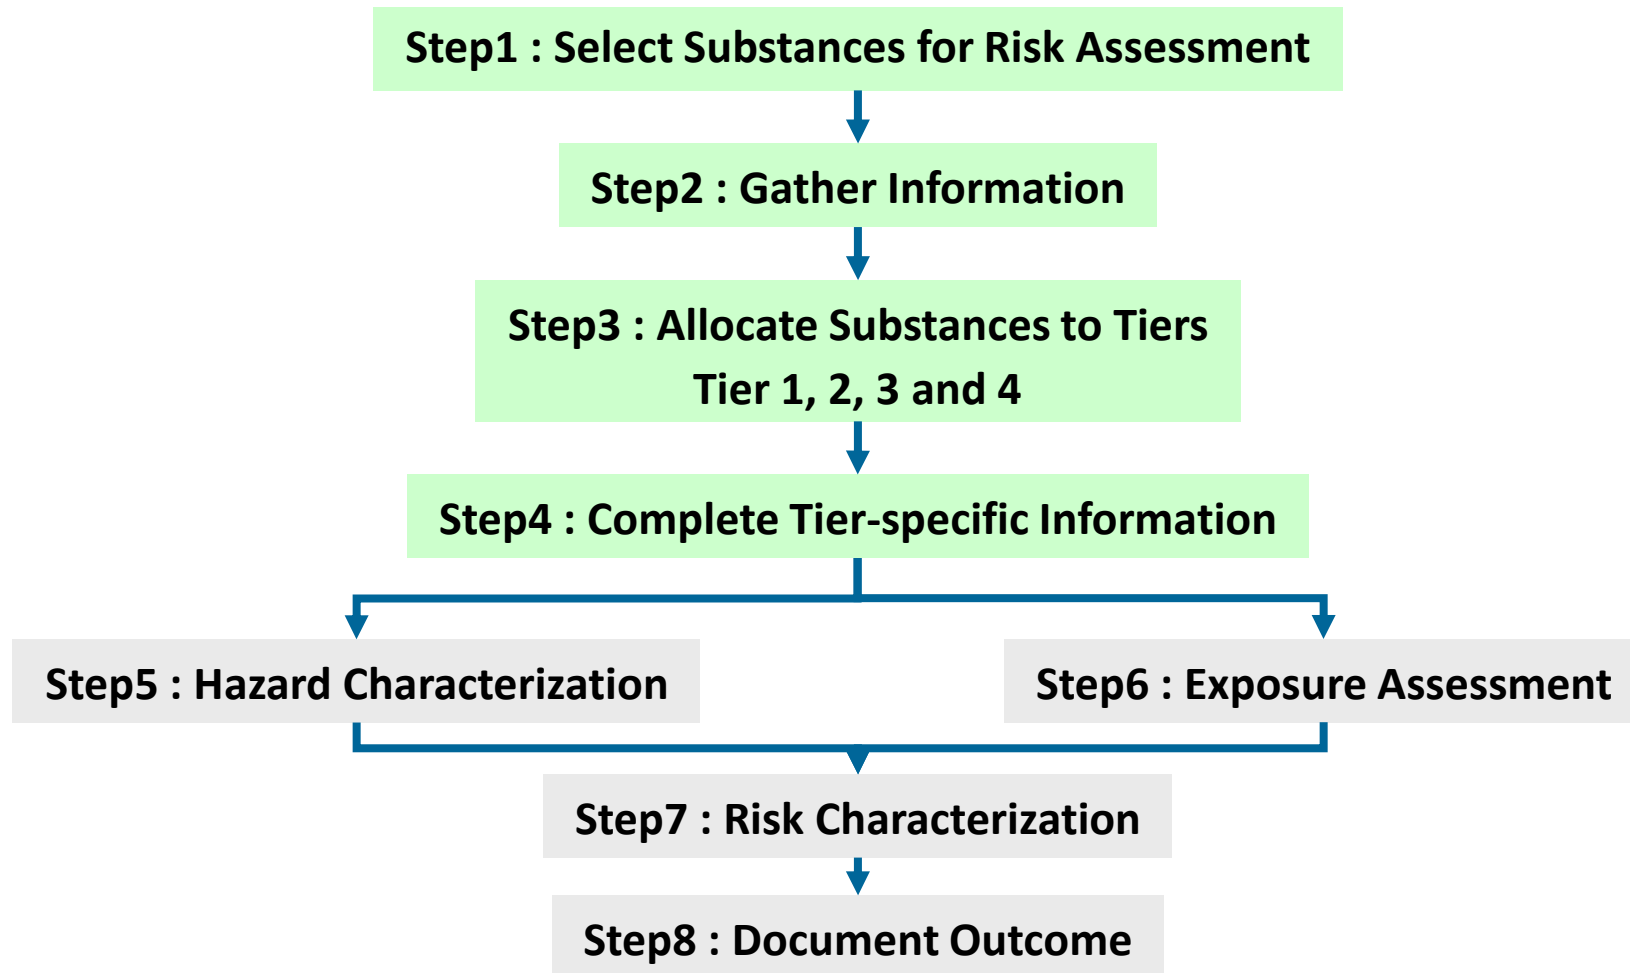 Step1 : Select Substances for Risk Assessment
Step2 : Gather Information
Step3 : Allocate Substances to Tiers
Tier 1, 2, 3 and 4
Step4 : Complete Tier-specific Information
Step5 : Hazard Characterization
Step6 : Exposure Assessment
Step7 : Risk Characterization
Step8 : Document Outcome